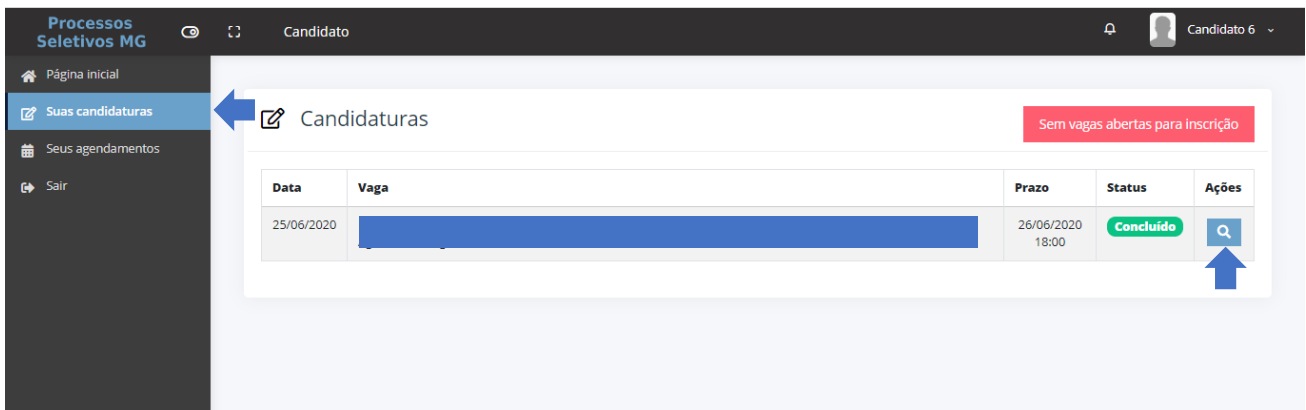 Processos
Seletivos MG
Candidato
Candidato 6
Página inicial
Suas candidaturas
Seus agendamentos
Sair
Candidaturas
Sem vagas abertas para inscrição
Data Vaga Prazo Status Ações
25/06/2020 26/06/2020 Concluído
18:00